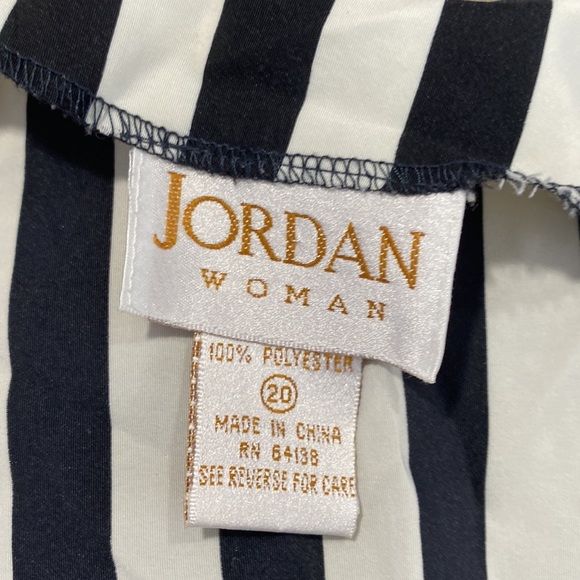 JORDAN
WOMAN
100% POLYESTER
20
MADE IN CHINA
RN 64138
SEE REVERSE FOR CARE